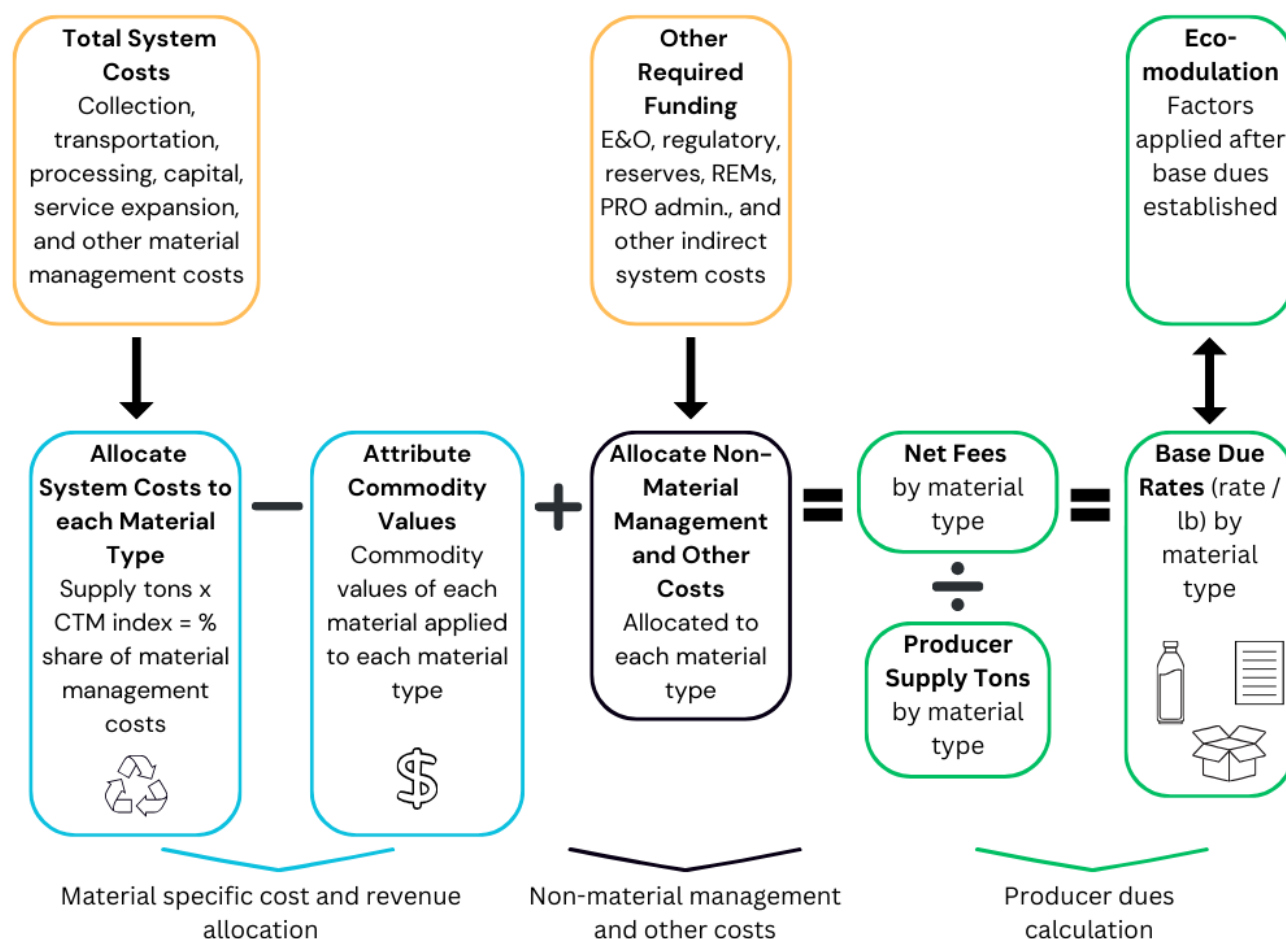 Total System
Costs
Collection,
transportation,
processing, capital,
service expansion,
and other material
management costs
Other
Required
Funding
E&O, regulatory,
reserves, REMs,
PRO admin., and
other indirect
system costs
Eco-
modulation
Factors
applied after
base dues
established
Allocate
System Costs to
each Material
Type
Supply tons x
CTM index = %
share of material
management
costs
−
Attribute
Commodity
Values
Commodity
values of each
material applied
to each material
type
$
+
Allocate Non-
Material
Management
and Other
Costs
Allocated to
each material
type
=
Net Fees
by material
type
÷
Producer
Supply Tons
by material
type
=
Base Due
Rates (rate /
lb) by
material
type
Material specific cost and revenue
allocation
Non-material management
and other costs
Producer dues
calculation